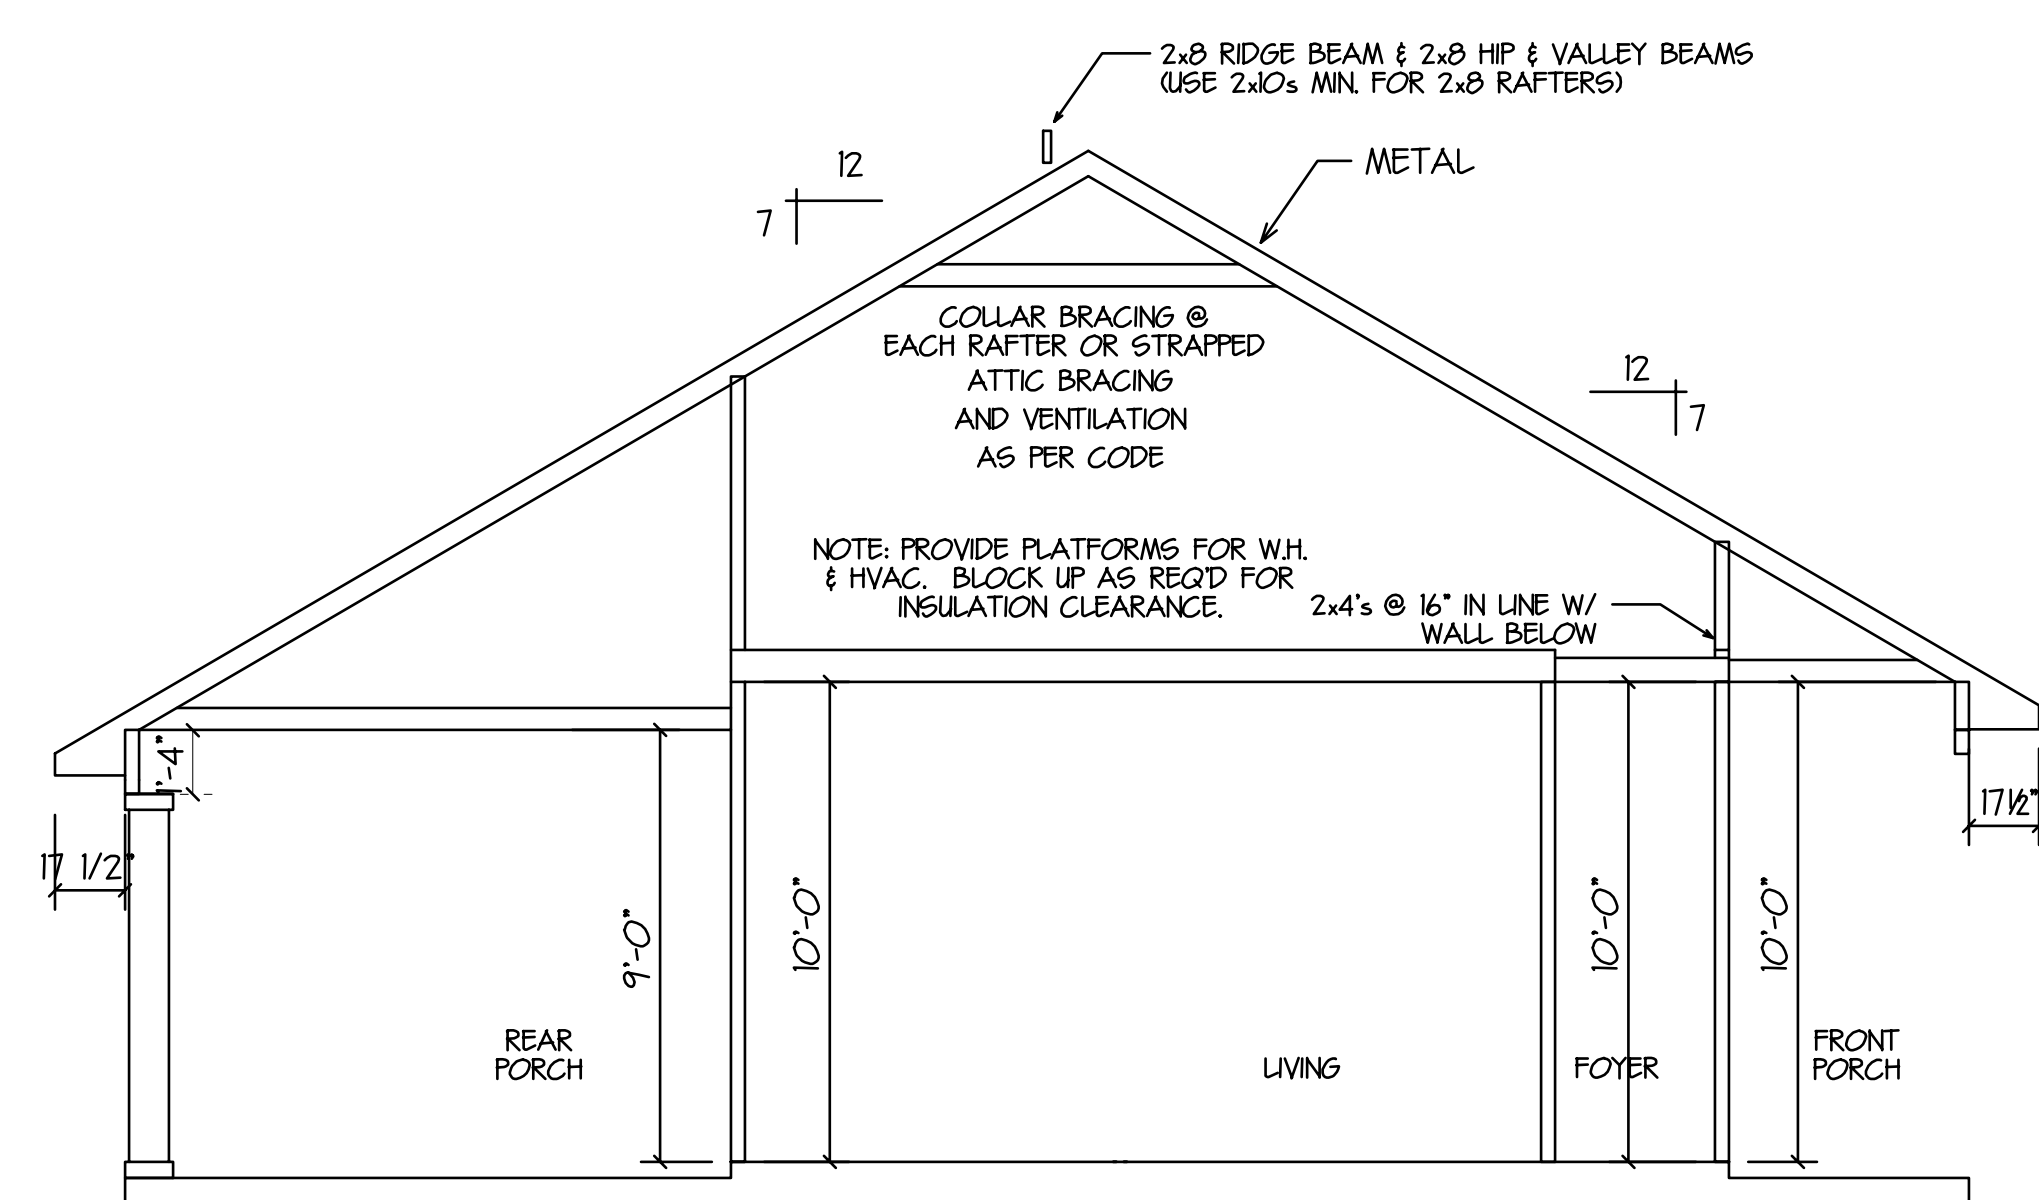 2x8 RIDGE BEAM & 2x8 HIP & VALLEY BEAMS
(USE 2x10s MIN. FOR 2x8 RAFTERS)
METAL
12
7
COLLAR BRACING @
EACH RAFTER OR STRAPPED
ATTIC BRACING
AND VENTILATION
AS PER CODE
12
7
NOTE: PROVIDE PLATFORMS FOR W.H.
& HVAC. BLOCK UP AS REQ'D FOR
INSULATION CLEARANCE.
2x4's @ 16" IN LINE W/
WALL BELOW
1'-4"
17 1/2"
17 1/2"
9'-0"
10'-0"
10'-0"
10'-0"
REAR
PORCH
LIVING
FOYER
FRONT
PORCH